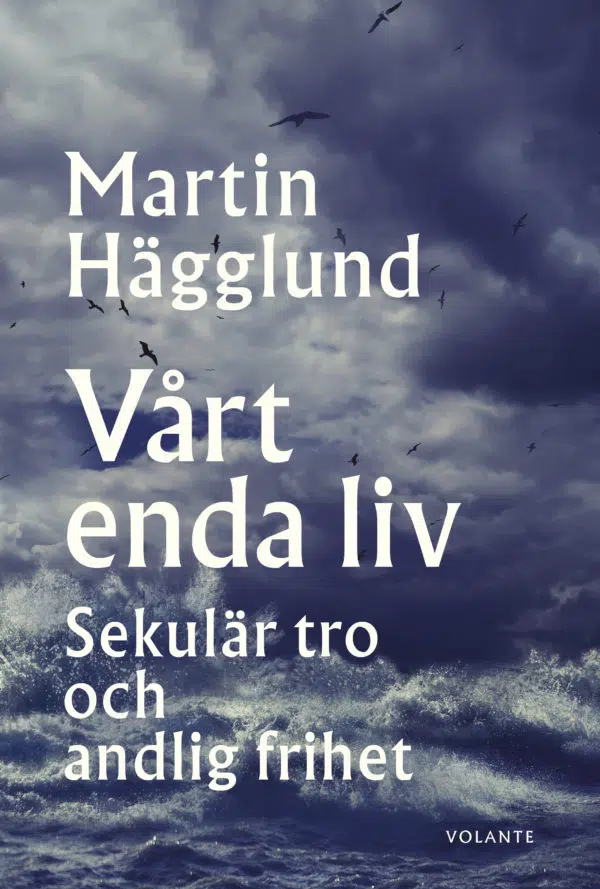 Martin
Hägglund
Vårt
enda liv
Sekulär tro
och
andlig frihet
VOLANTE